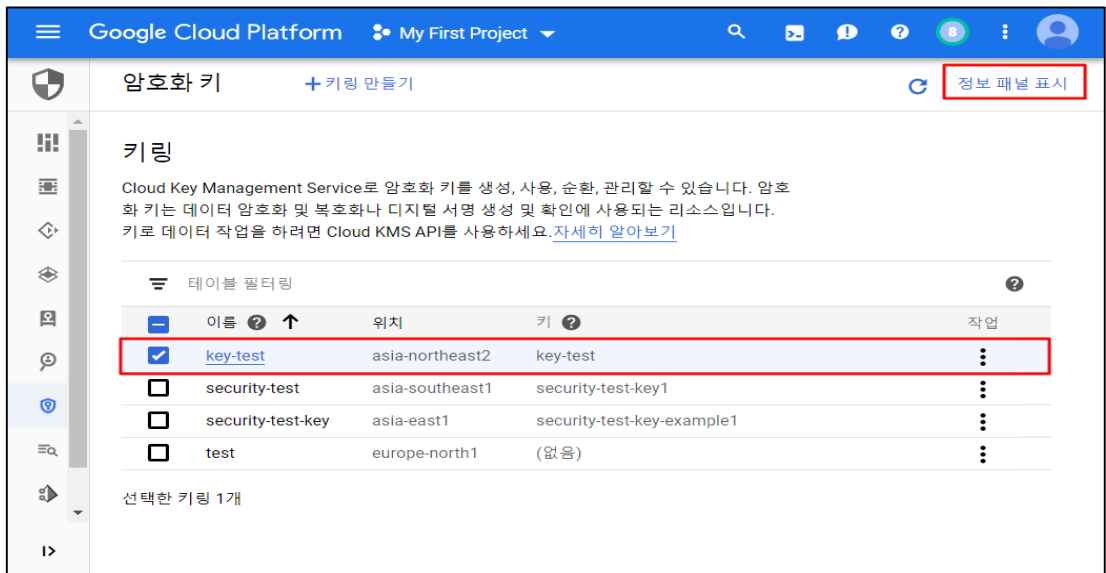 Google Cloud Platform My First Project 8
암호화 키 +키링 만들기 정보 패널 표시
키링
Cloud Key Management Service로 암호화 키를 생성, 사용, 순환, 관리할 수 있습니다. 암호
화 키는 데이터 암호화 및 복호화나 디지털 서명 생성 및 확인에 사용되는 리소스입니다.
키로 데이터 작업을 하려면 Cloud KMS API를 사용하세요.자세히 알아보기
테이블 필터링
이름 위치 키 작업
key-test asia-northeast2 key-test
security-test asia-southeast1 security-test-key1
security-test-key asia-east1 security-test-key-example1
test europe-north1 (없음)
선택한 키링 1개